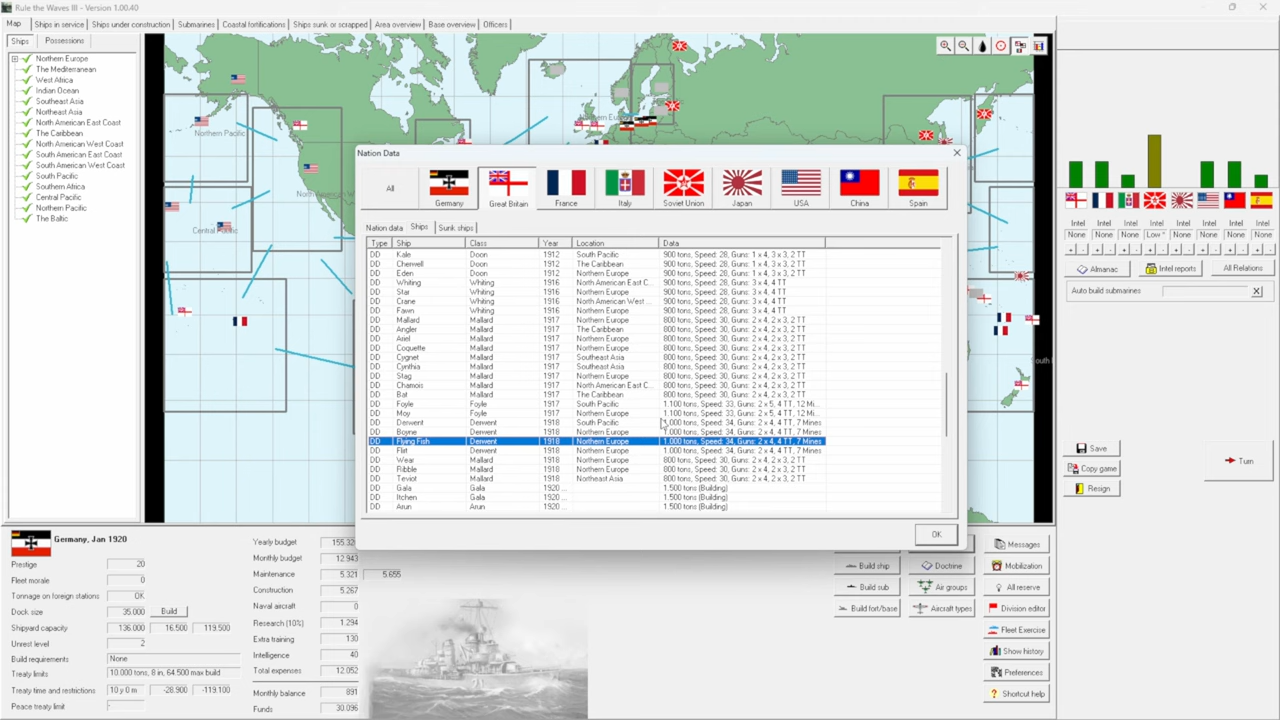 Rule the Waves III - Version 1.00.40
Map Ships in service Ships under construction Submarines Coastal fortifications Ships sunk or scrapped Area overview Base overview Officers
Ships Possessions
Northern Europe
The Mediterranean
West Africa
Indian Ocean
Southeast Asia
Northeast Asia
North American East Coast
The Caribbean
North American West Coast
South American East Coast
South American West Coast
South Pacific
Southern Africa
Central Pacific
Northern Pacific
The Baltic
Northern Pacific
Central Pacific
Nation Data
All Germany Great Britain France Italy Soviet Union Japan USA China Spain
Nation data Ships Sunk ships
Type Ship Class Year Location Data
DD Kale Doon 1912 South Pacific 900 tons, Speed: 28, Guns: 1 x 4, 3 x 3, 2 TT
DD Cherwell Doon 1912 The Caribbean 900 tons, Speed: 28, Guns: 1 x 4, 3 x 3, 2 TT
DD Eden Doon 1912 Northern Europe 900 tons, Speed: 28, Guns: 1 x 4, 3 x 3, 2 TT
DD Whiting Whiting 1916 North American East C... 900 tons, Speed: 28, Guns: 3 x 4, 4 TT
DD Star Whiting 1916 Northern Europe 900 tons, Speed: 28, Guns: 3 x 4, 4 TT
DD Crane Whiting 1916 North American West ... 900 tons, Speed: 28, Guns: 3 x 4, 4 TT
DD Fawn Whiting 1916 Northern Europe 900 tons, Speed: 28, Guns: 3 x 4, 4 TT
DD Mallard Mallard 1917 Northern Europe 800 tons, Speed: 30, Guns: 2 x 4, 2 x 3, 2 TT
DD Angler Mallard 1917 The Caribbean 800 tons, Speed: 30, Guns: 2 x 4, 2 x 3, 2 TT
DD Ariel Mallard 1917 Northern Europe 800 tons, Speed: 30, Guns: 2 x 4, 2 x 3, 2 TT
DD Coquette Mallard 1917 Northern Europe 800 tons, Speed: 30, Guns: 2 x 4, 2 x 3, 2 TT
DD Cygnet Mallard 1917 Southeast Asia 800 tons, Speed: 30, Guns: 2 x 4, 2 x 3, 2 TT
DD Cynthia Mallard 1917 Southeast Asia 800 tons, Speed: 30, Guns: 2 x 4, 2 x 3, 2 TT
DD Stag Mallard 1917 Northern Europe 800 tons, Speed: 30, Guns: 2 x 4, 2 x 3, 2 TT
DD Chamois Mallard 1917 North American East C... 800 tons, Speed: 30, Guns: 2 x 4, 2 x 3, 2 TT
DD Bat Mallard 1917 The Caribbean 800 tons, Speed: 30, Guns: 2 x 4, 2 x 3, 2 TT
DD Foyle Foyle 1917 South Pacific 1.100 tons, Speed: 33, Guns: 2 x 5, 4 TT, 12 Mi...
DD Moy Foyle 1917 Northern Europe 1.100 tons, Speed: 33, Guns: 2 x 5, 4 TT, 12 Mi...
DD Derwent Derwent 1918 South Pacific 1.000 tons, Speed: 34, Guns: 2 x 4, 4 TT, 7 Mines
DD Boyne Derwent 1918 Northern Europe 1.000 tons, Speed: 34, Guns: 2 x 4, 4 TT, 7 Mines
DD Flying Fish Derwent 1918 Northern Europe 1.000 tons, Speed: 34, Guns: 2 x 4, 4 TT, 7 Mines
DD Flirt Derwent 1918 Northern Europe 1.000 tons, Speed: 34, Guns: 2 x 4, 4 TT, 7 Mines
DD Wear Mallard 1918 Northern Europe 800 tons, Speed: 30, Guns: 2 x 4, 2 x 3, 2 TT
DD Ribble Mallard 1918 Northern Europe 800 tons, Speed: 30, Guns: 2 x 4, 2 x 3, 2 TT
DD Teviot Mallard 1918 Northeast Asia 800 tons, Speed: 30, Guns: 2 x 4, 2 x 3, 2 TT
DD Gala Gala 1920 ... 1.500 tons (Building)
DD Itchen Gala 1920 ... 1.500 tons (Building)
DD Arun Arun 1920 ... 1.500 tons (Building)
OK
Intel Intel Intel Intel Intel Intel Intel Intel
None None None Low * None None None None
Almanac Intel reports All Relations
Auto build submarines
Save
Copy game
Resign
Turn
Germany, Jan 1920
Prestige 20
Fleet morale 0
Tonnage on foreign stations OK
Dock size 35.000 Build
Shipyard capacity 136.000 16.500 119.500
Unrest level 2
Build requirements None
Treaty limits 10.000 tons, 8 in, 64.500 max build
Treaty time and restrictions 10 y 0 m -28.900 -119.100
Peace treaty limit -
Yearly budget 155.32
Monthly budget 12.943
Maintenance 5.321 5.655
Construction 5.267
Naval aircraft 0
Research (10%) 1.294
Extra training 130
Intelligence 40
Total expenses 12.052
Monthly balance 891
Funds 30.096
Build ship Doctrine
Build sub Air groups
Build fort/base Aircraft types
Messages
Mobilization
All reserve
Division editor
Fleet Exercise
Show history
Preferences
Shortcut help